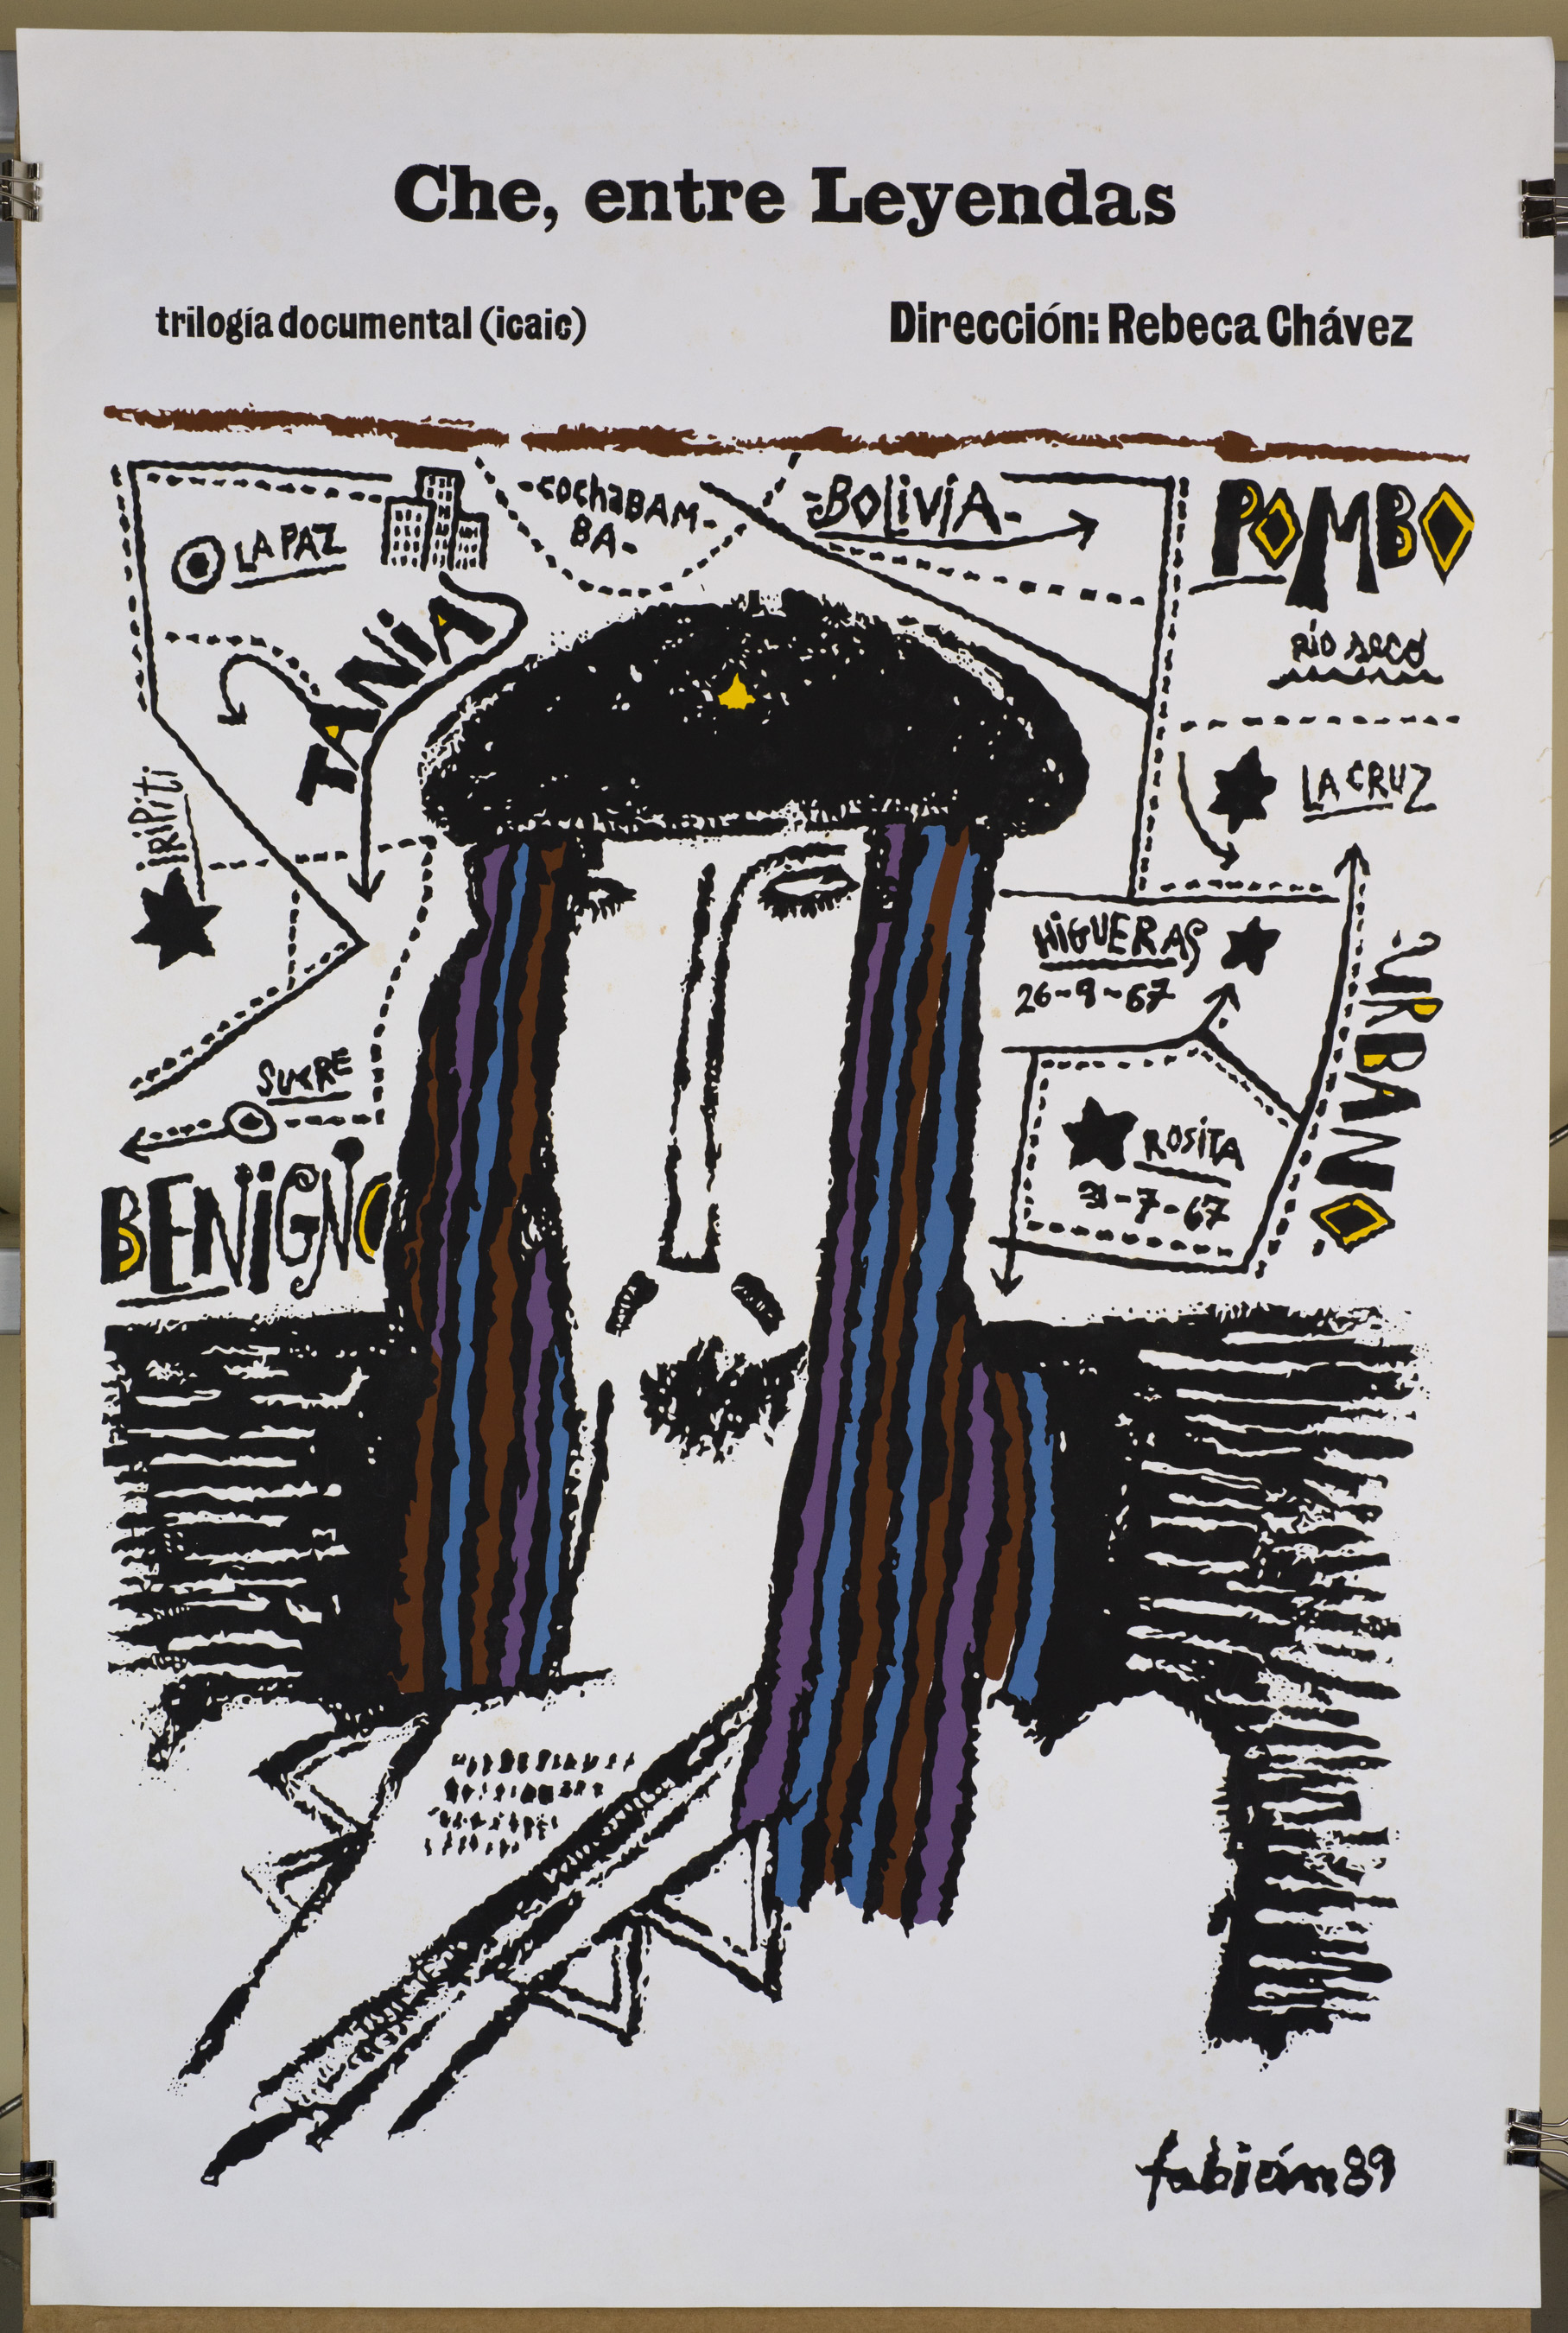 Che, entre Leyendas
trilogía documental (icaic)
Dirección: Rebeca Chávez
LA PAZ
-COCHABAM-
BA-
-BOLIVIA-
POMBO
RÍO SECO
TANIA
LA CRUZ
IRIPITI
HIGUERAS
26-9-67
URBANO
SUCRE
ROSITA
31-7-67
BENIGNO
fabián 89